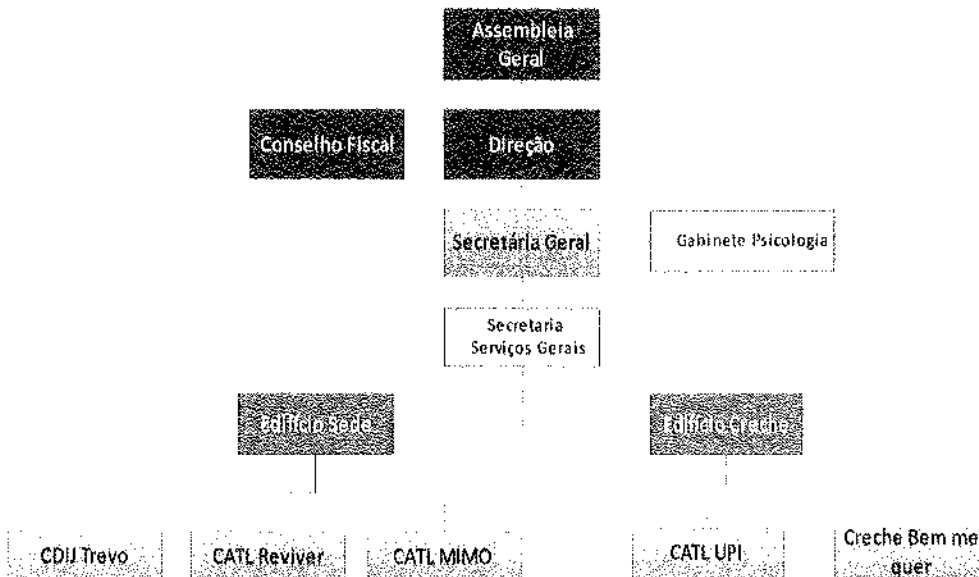 Assembleia
Geral
Conselho Fiscal
Direção
Secretária Geral
Gabinete Psicologia
Secretaria
Serviços Gerais
Edifício Sede
Edifício Creche
CDIJ Trevo
CATL Reviver
CATL MIMO
CATL UPI
Creche Bem me
quer